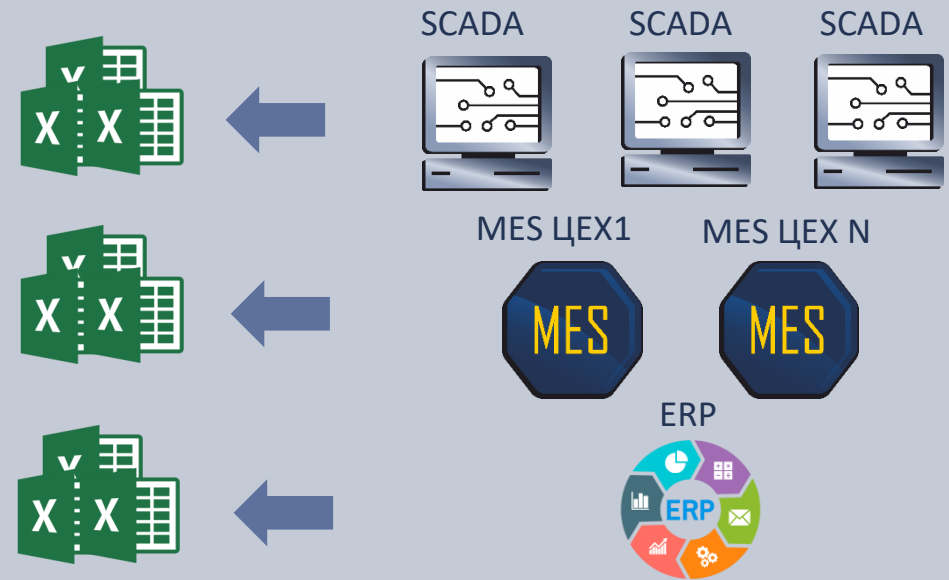 SCADA SCADA SCADA
X X X
MES ЦЕХ1 MES ЦЕХ N
X X X
MES MES
ERP
X X X
ERP